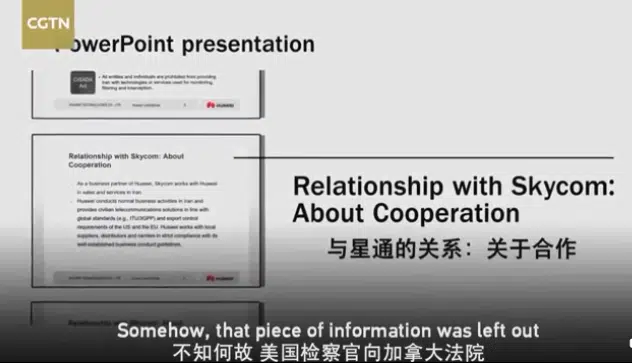 CGTN
PowerPoint presentation
All entities and individuals are prohibited from providing
Iran with technologies or services used for monitoring,
filtering and interception.
HUAWEI
Relationship with Skycom: About
Cooperation
As a business partner of Huawei, Skycom works with Huawei
in sales and services in Iran.
Huawei conducts normal business activities in Iran and
provides civilian telecommunications solutions in line with
global standards (e.g., ITU/3GPP) and export control
requirements of the US and the EU. Huawei works with local
suppliers, distributors and carriers in strict compliance with its
well-established business conduct guidelines.
HUAWEI
Relationship with Skycom:
About Cooperation
与星通的关系：关于合作
Somehow, that piece of information was left out
不知何故 美国检察官向加拿大法院